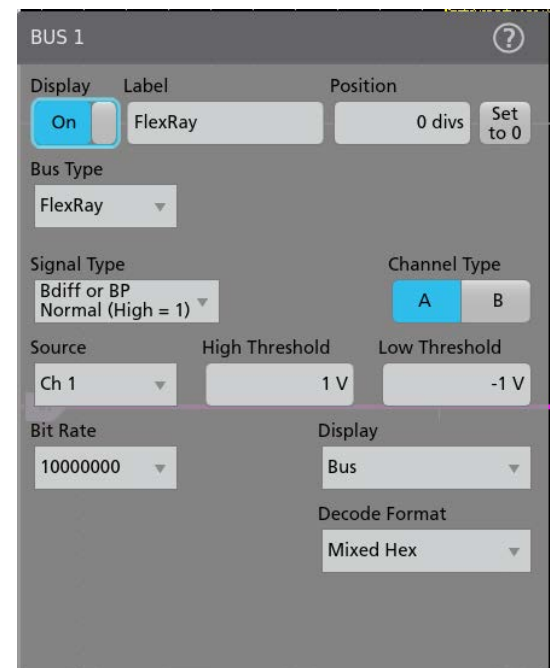 BUS 1
?
Display Label Position
On FlexRay 0 divs Set to 0
Bus Type
FlexRay
Signal Type Channel Type
Bdiff or BP
Normal (High = 1) A B
Source High Threshold Low Threshold
Ch 1 1 V -1 V
Bit Rate Display
10000000 Bus
Decode Format
Mixed Hex